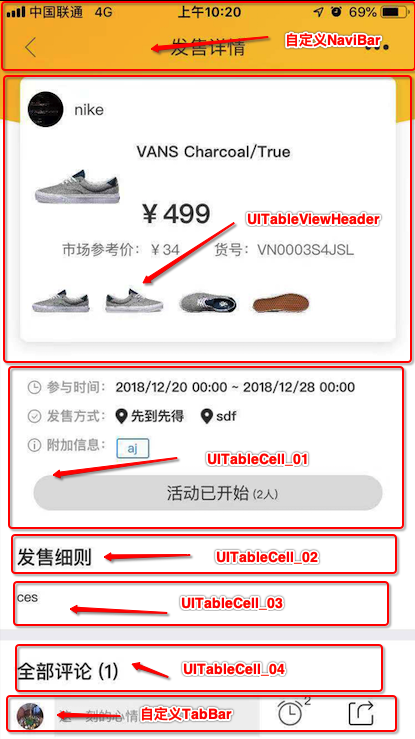 中国联通 4G 上午10:20 69%
发售详情 自定义NaviBar
nike
VANS Charcoal/True
￥499
UITableViewHeader
市场参考价：￥34 货号：VN0003S4JSL
参与时间： 2018/12/20 00:00 ~ 2018/12/28 00:00
发售方式： 先到先得 sdf
附加信息： aj
UITableCell_01
活动已开始 (2人)
发售细则 UITableCell_02
ces
UITableCell_03
全部评论 (1) UITableCell_04
自定义TabBar
一刻的心情
2